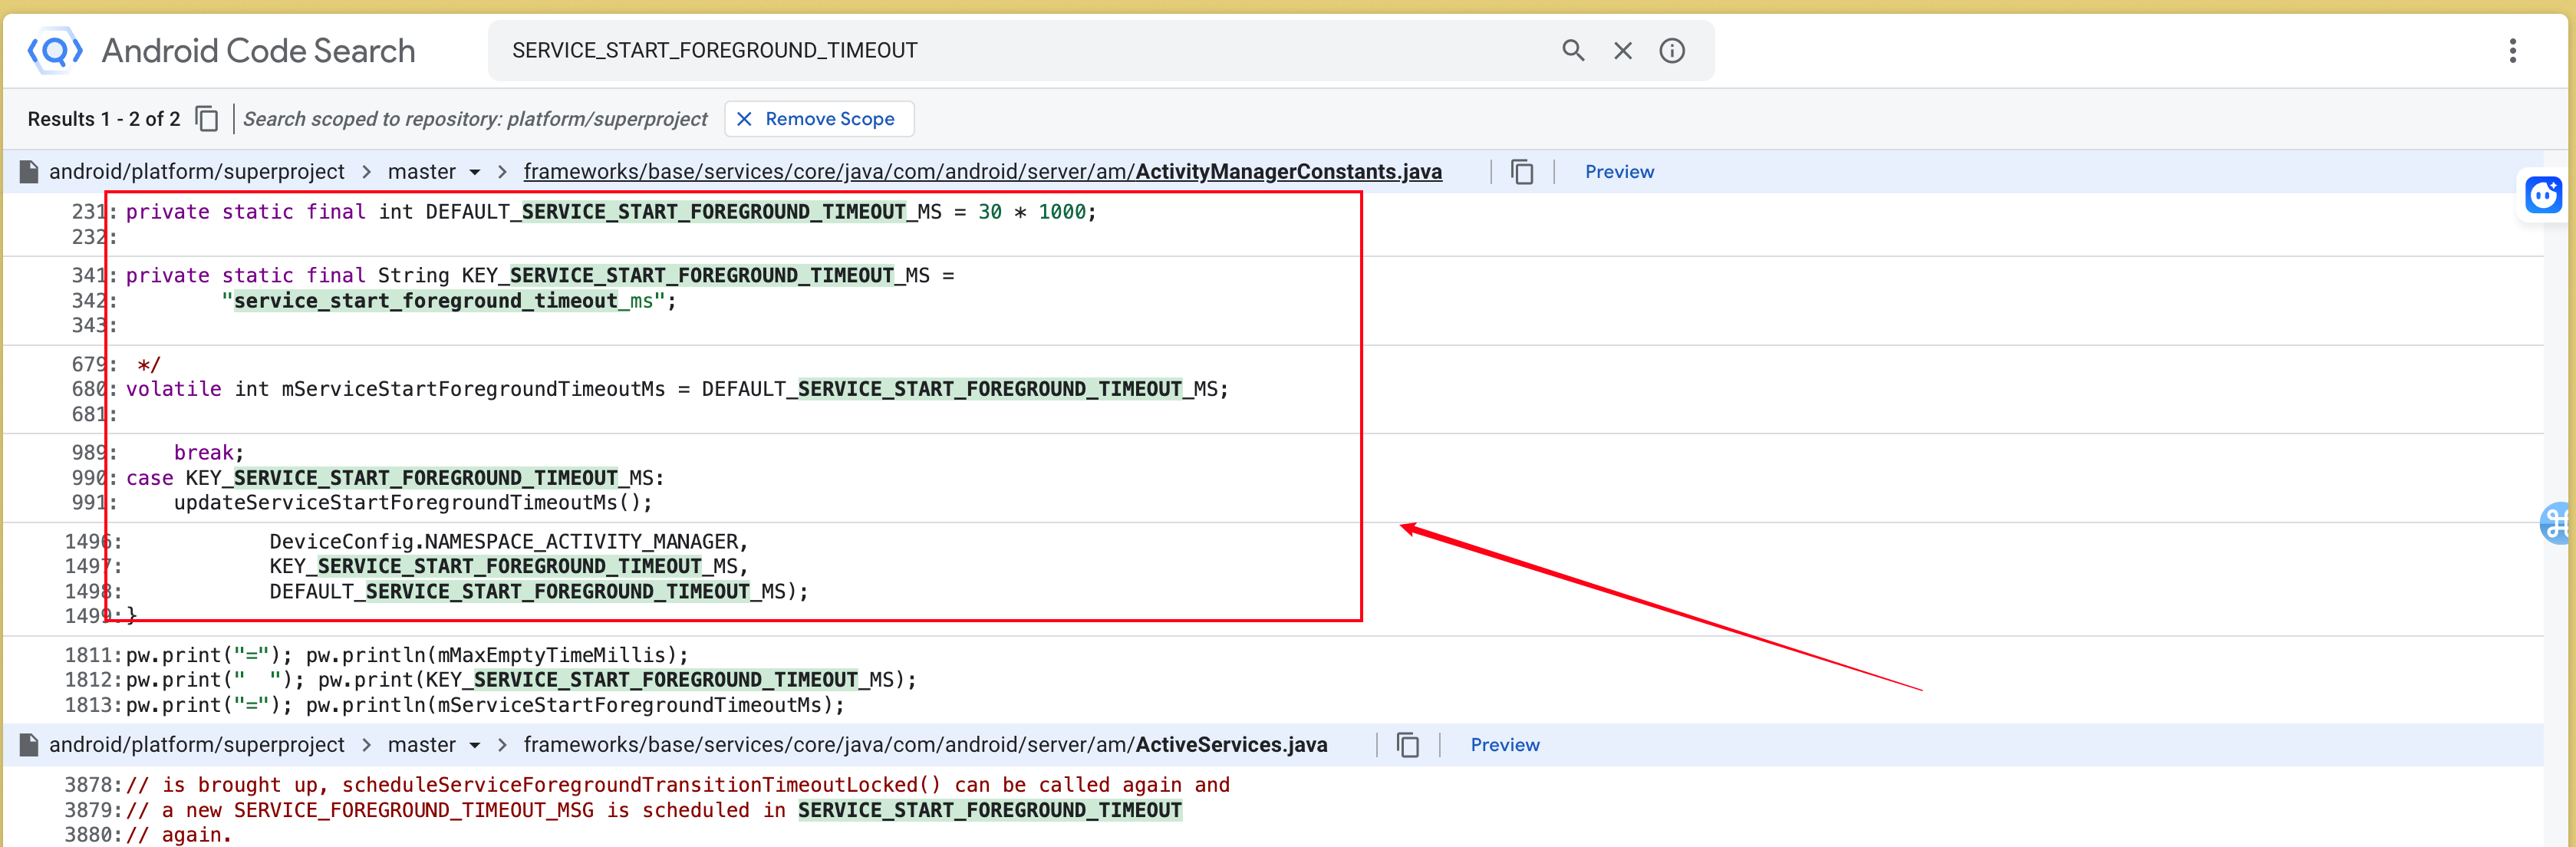 Android Code Search
SERVICE_START_FOREGROUND_TIMEOUT
Results 1 - 2 of 2 Search scoped to repository: platform/superproject Remove Scope
android/platform/superproject master frameworks/base/services/core/java/com/android/server/am/ActivityManagerConstants.java Preview
231: private static final int DEFAULT_SERVICE_START_FOREGROUND_TIMEOUT_MS = 30 * 1000;
232:
341: private static final String KEY_SERVICE_START_FOREGROUND_TIMEOUT_MS =
342: "service_start_foreground_timeout_ms";
343:
679: */
680: volatile int mServiceStartForegroundTimeoutMs = DEFAULT_SERVICE_START_FOREGROUND_TIMEOUT_MS;
681:
989: break;
990: case KEY_SERVICE_START_FOREGROUND_TIMEOUT_MS:
991: updateServiceStartForegroundTimeoutMs();
1496: DeviceConfig.NAMESPACE_ACTIVITY_MANAGER,
1497: KEY_SERVICE_START_FOREGROUND_TIMEOUT_MS,
1498: DEFAULT_SERVICE_START_FOREGROUND_TIMEOUT_MS);
1499: }
1811: pw.print("="); pw.println(mMaxEmptyTimeMillis);
1812: pw.print("  "); pw.print(KEY_SERVICE_START_FOREGROUND_TIMEOUT_MS);
1813: pw.print("="); pw.println(mServiceStartForegroundTimeoutMs);
android/platform/superproject master frameworks/base/services/core/java/com/android/server/am/ActiveServices.java Preview
3878: // is brought up, scheduleServiceForegroundTransitionTimeoutLocked() can be called again and
3879: // a new SERVICE_FOREGROUND_TIMEOUT_MSG is scheduled in SERVICE_START_FOREGROUND_TIMEOUT
3880: // again.